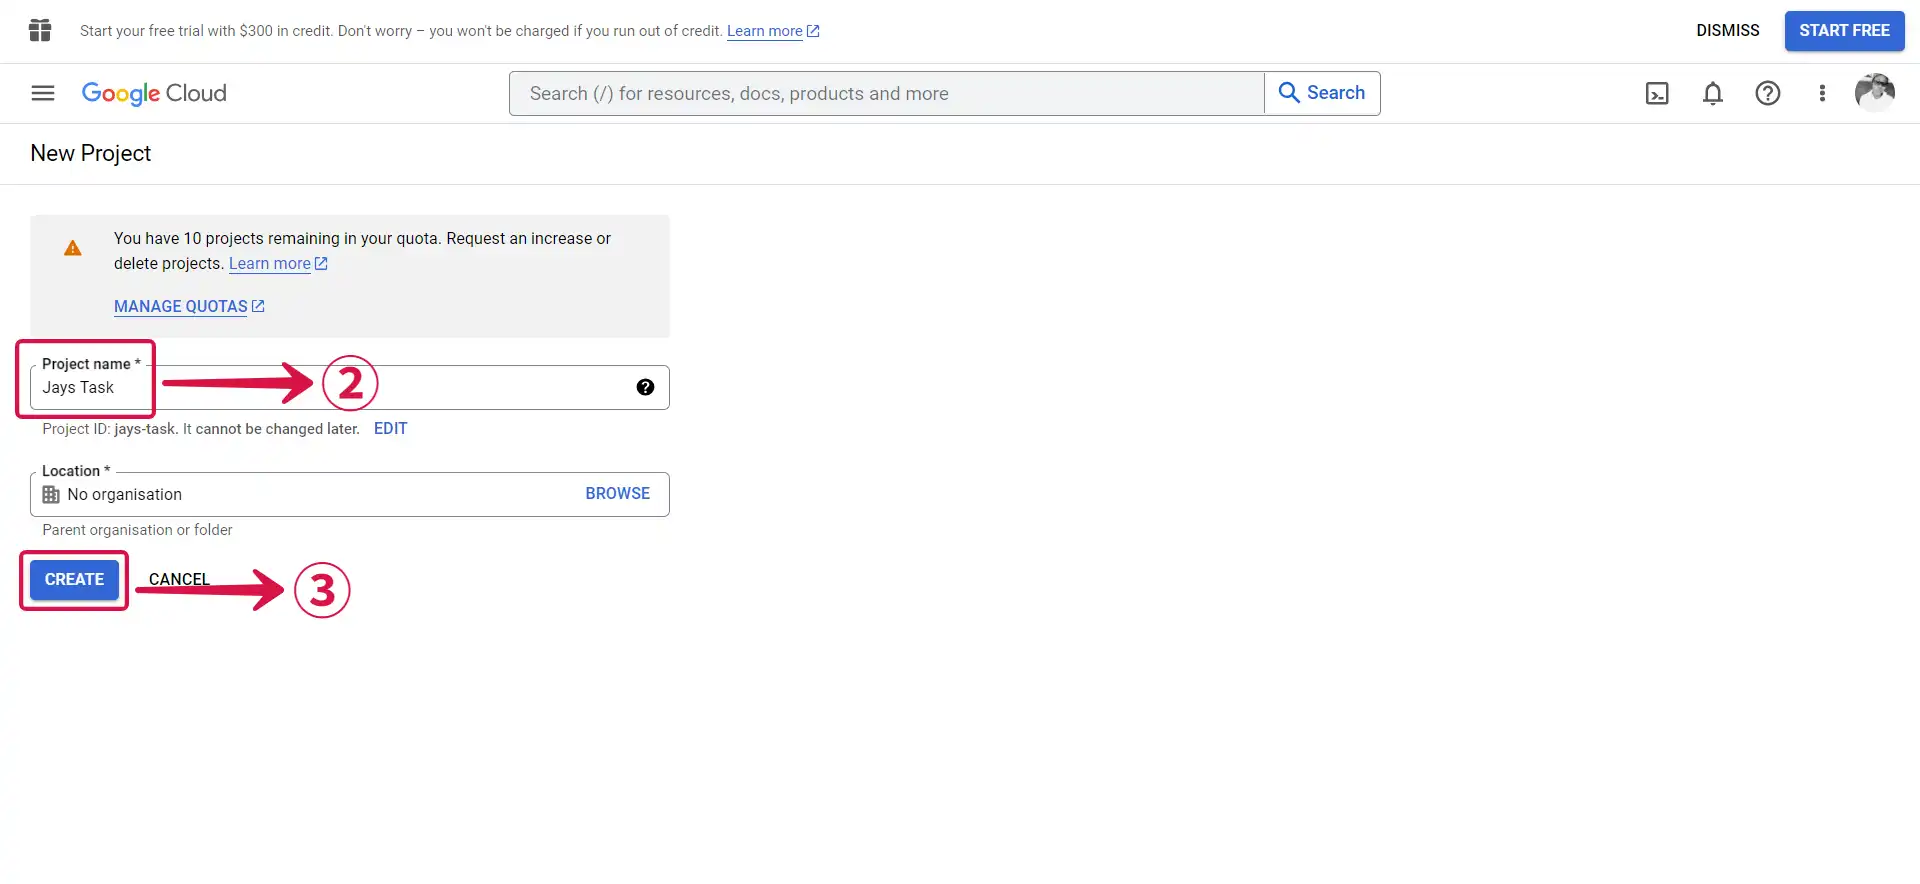 Start your free trial with $300 in credit. Don't worry – you won't be charged if you run out of credit. Learn more
DISMISS
START FREE
Google Cloud
Search (/) for resources, docs, products and more
Search
New Project
You have 10 projects remaining in your quota. Request an increase or
delete projects. Learn more
MANAGE QUOTAS
Project name *
Jays Task
2
Project ID: jays-task. It cannot be changed later. EDIT
Location *
No organisation
BROWSE
Parent organisation or folder
CREATE
CANCEL
3